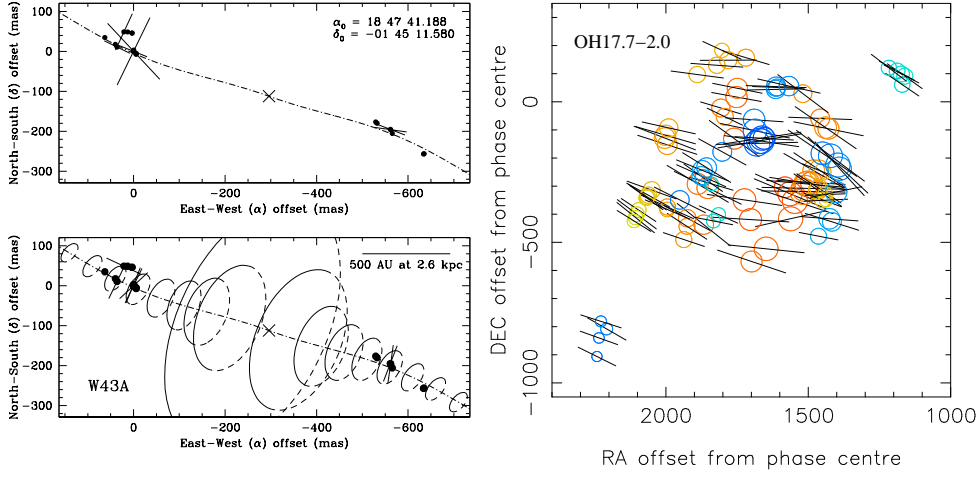 α₀ = 18 47 41.188
δ₀ = -01 45 11.580
North-south (δ) offset (mas)
100
0
-100
-200
-300
0 -200 -400 -600
East-West (α) offset (mas)
500 AU at 2.6 kpc
W43A
North-South (δ) offset (mas)
100
0
-100
-200
-300
0 -200 -400 -600
East-West (α) offset (mas)
OH17.7−2.0
DEC offset from phase centre
0
−500
−1000
2000 1500 1000
RA offset from phase centre